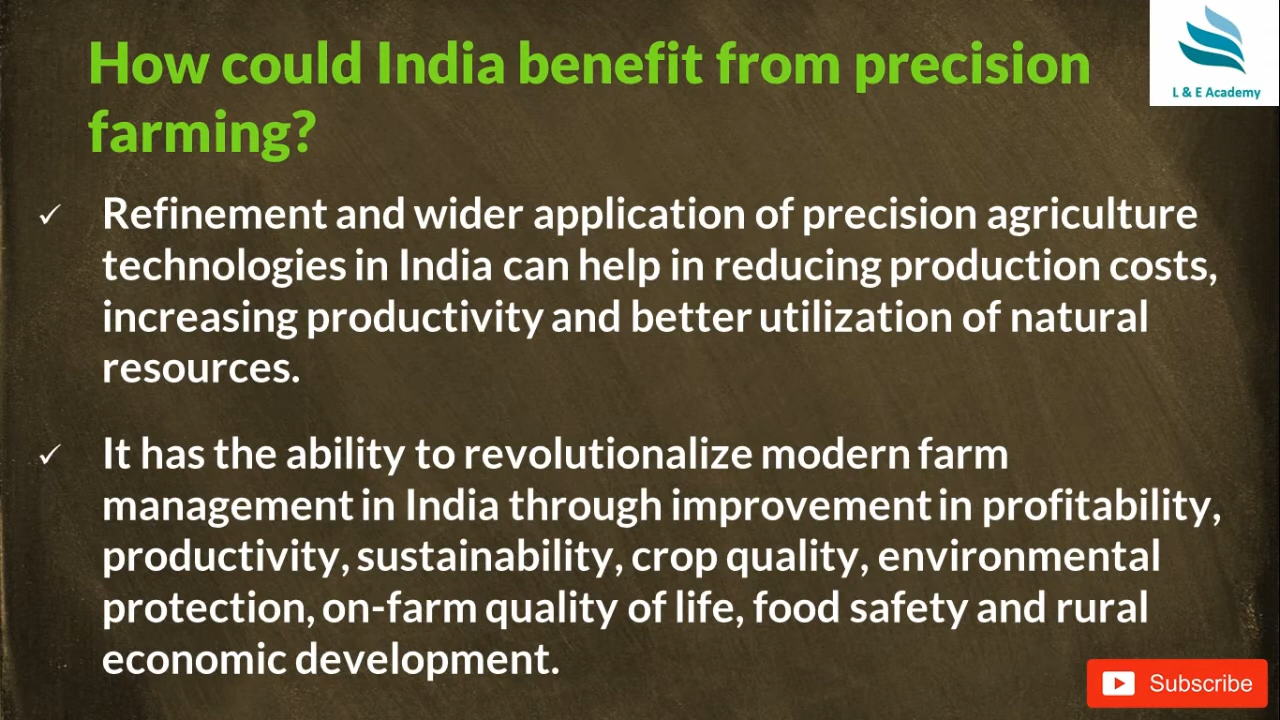 How could India benefit from precision
farming?
L & E Academy
✓ Refinement and wider application of precision agriculture
technologies in India can help in reducing production costs,
increasing productivity and better utilization of natural
resources.
✓ It has the ability to revolutionalize modern farm
management in India through improvement in profitability,
productivity, sustainability, crop quality, environmental
protection, on-farm quality of life, food safety and rural
economic development.
Subscribe